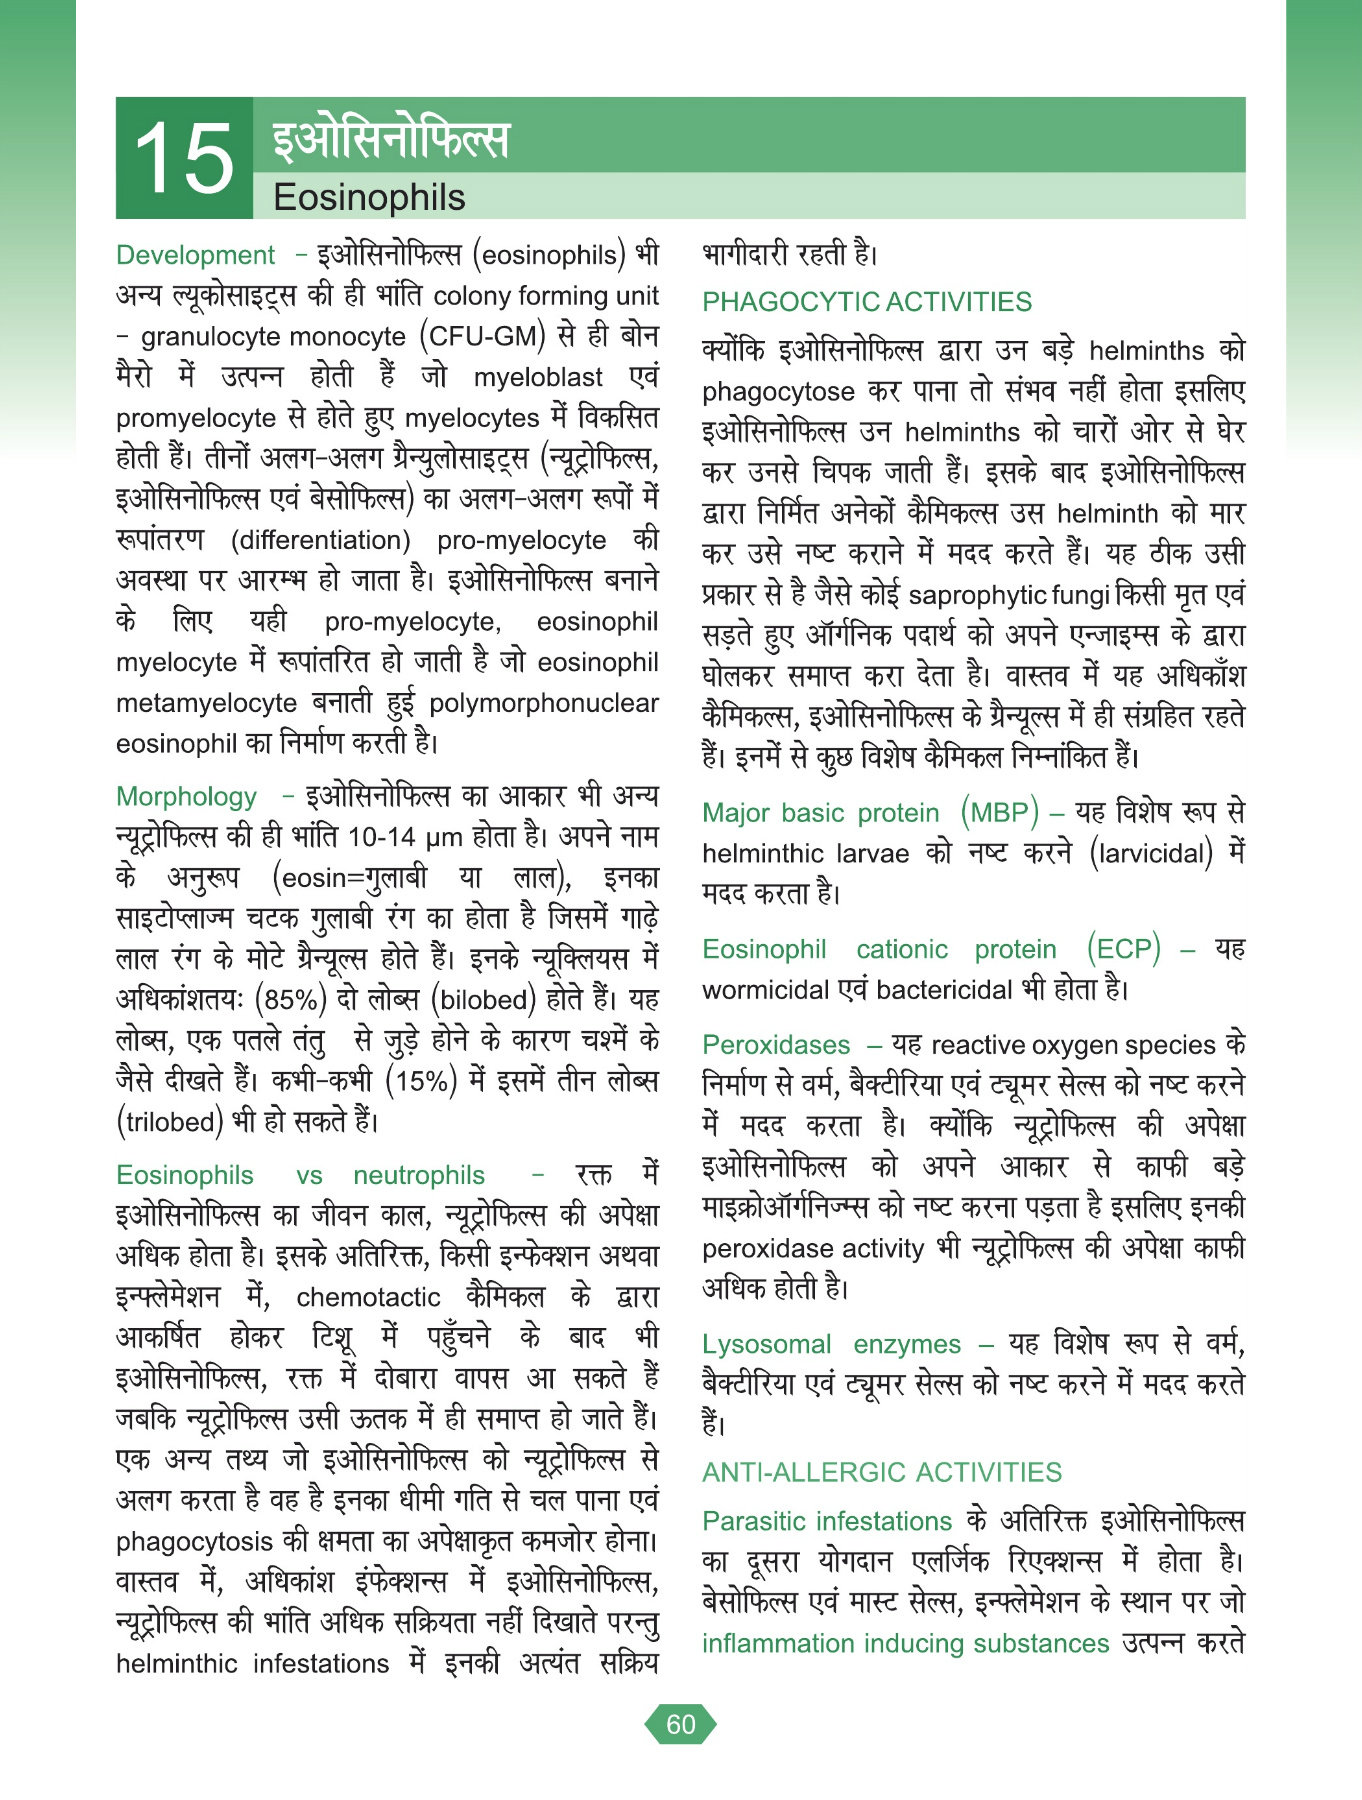 15
इओसिनोफिल्स
Eosinophils
Development – इओसिनोफिल्स (eosinophils) भी
अन्य ल्यूकोसाइट्स की ही भांति colony forming unit
– granulocyte monocyte (CFU-GM) से ही बोन
मैरो में उत्पन्न होती हैं जो myeloblast एवं
promyelocyte से होते हुए myelocytes में विकसित
होती हैं। तीनों अलग-अलग ग्रैन्युलोसाइट्स (न्यूट्रोफिल्स,
इओसिनोफिल्स एवं बेसोफिल्स) का अलग-अलग रूपों में
रूपांतरण (differentiation) pro-myelocyte की
अवस्था पर आरम्भ हो जाता है। इओसिनोफिल्स बनाने
के लिए यही pro-myelocyte, eosinophil
myelocyte में रूपांतरित हो जाती है जो eosinophil
metamyelocyte बनाती हुई polymorphonuclear
eosinophil का निर्माण करती है।
Morphology – इओसिनोफिल्स का आकार भी अन्य
न्यूट्रोफिल्स की ही भांति 10-14 µm होता है। अपने नाम
के अनुरूप (eosin=गुलाबी या लाल), इनका
साइटोप्लाज्म चटक गुलाबी रंग का होता है जिसमें गाढ़े
लाल रंग के मोटे ग्रैन्यूल्स होते हैं। इनके न्यूक्लियस में
अधिकांशतयः (85%) दो लोब्स (bilobed) होते हैं। यह
लोब्स, एक पतले तंतु से जुड़े होने के कारण चश्में के
जैसे दीखते हैं। कभी-कभी (15%) में इसमें तीन लोब्स
(trilobed) भी हो सकते हैं।
Eosinophils vs neutrophils – रक्त में
इओसिनोफिल्स का जीवन काल, न्यूट्रोफिल्स की अपेक्षा
अधिक होता है। इसके अतिरिक्त, किसी इन्फेक्शन अथवा
इन्फ्लेमेशन में, chemotactic कैमिकल के द्वारा
आकर्षित होकर टिशू में पहुँचने के बाद भी
इओसिनोफिल्स, रक्त में दोबारा वापस आ सकते हैं
जबकि न्यूट्रोफिल्स उसी ऊतक में ही समाप्त हो जाते हैं।
एक अन्य तथ्य जो इओसिनोफिल्स को न्यूट्रोफिल्स से
अलग करता है वह है इनका धीमी गति से चल पाना एवं
phagocytosis की क्षमता का अपेक्षाकृत कमजोर होना।
वास्तव में, अधिकांश इंफेक्शन्स में इओसिनोफिल्स,
न्यूट्रोफिल्स की भांति अधिक सक्रियता नहीं दिखाते परन्तु
helminthic infestations में इनकी अत्यंत सक्रिय
भागीदारी रहती है।
PHAGOCYTIC ACTIVITIES
क्योंकि इओसिनोफिल्स द्वारा उन बड़े helminths को
phagocytose कर पाना तो संभव नहीं होता इसलिए
इओसिनोफिल्स उन helminths को चारों ओर से घेर
कर उनसे चिपक जाती हैं। इसके बाद इओसिनोफिल्स
द्वारा निर्मित अनेकों कैमिकल्स उस helminth को मार
कर उसे नष्ट कराने में मदद करते हैं। यह ठीक उसी
प्रकार से है जैसे कोई saprophytic fungi किसी मृत एवं
सड़ते हुए ऑर्गनिक पदार्थ को अपने एन्जाइम्स के द्वारा
घोलकर समाप्त करा देता है। वास्तव में यह अधिकाँश
कैमिकल्स, इओसिनोफिल्स के ग्रैन्यूल्स में ही संग्रहित रहते
हैं। इनमें से कुछ विशेष कैमिकल निम्नांकित हैं।
Major basic protein (MBP) – यह विशेष रूप से
helminthic larvae को नष्ट करने (larvicidal) में
मदद करता है।
Eosinophil cationic protein (ECP) – यह
wormicidal एवं bactericidal भी होता है।
Peroxidases – यह reactive oxygen species के
निर्माण से वर्म, बैक्टीरिया एवं ट्यूमर सेल्स को नष्ट करने
में मदद करता है। क्योंकि न्यूट्रोफिल्स की अपेक्षा
इओसिनोफिल्स को अपने आकार से काफी बड़े
माइक्रोऑर्गनिज्म्स को नष्ट करना पड़ता है इसलिए इनकी
peroxidase activity भी न्यूट्रोफिल्स की अपेक्षा काफी
अधिक होती है।
Lysosomal enzymes – यह विशेष रूप से वर्म,
बैक्टीरिया एवं ट्यूमर सेल्स को नष्ट करने में मदद करते
हैं।
ANTI-ALLERGIC ACTIVITIES
Parasitic infestations के अतिरिक्त इओसिनोफिल्स
का दूसरा योगदान एलर्जिक रिएक्शन्स में होता है।
बेसोफिल्स एवं मास्ट सेल्स, इन्फ्लेमेशन के स्थान पर जो
inflammation inducing substances उत्पन्न करते
60